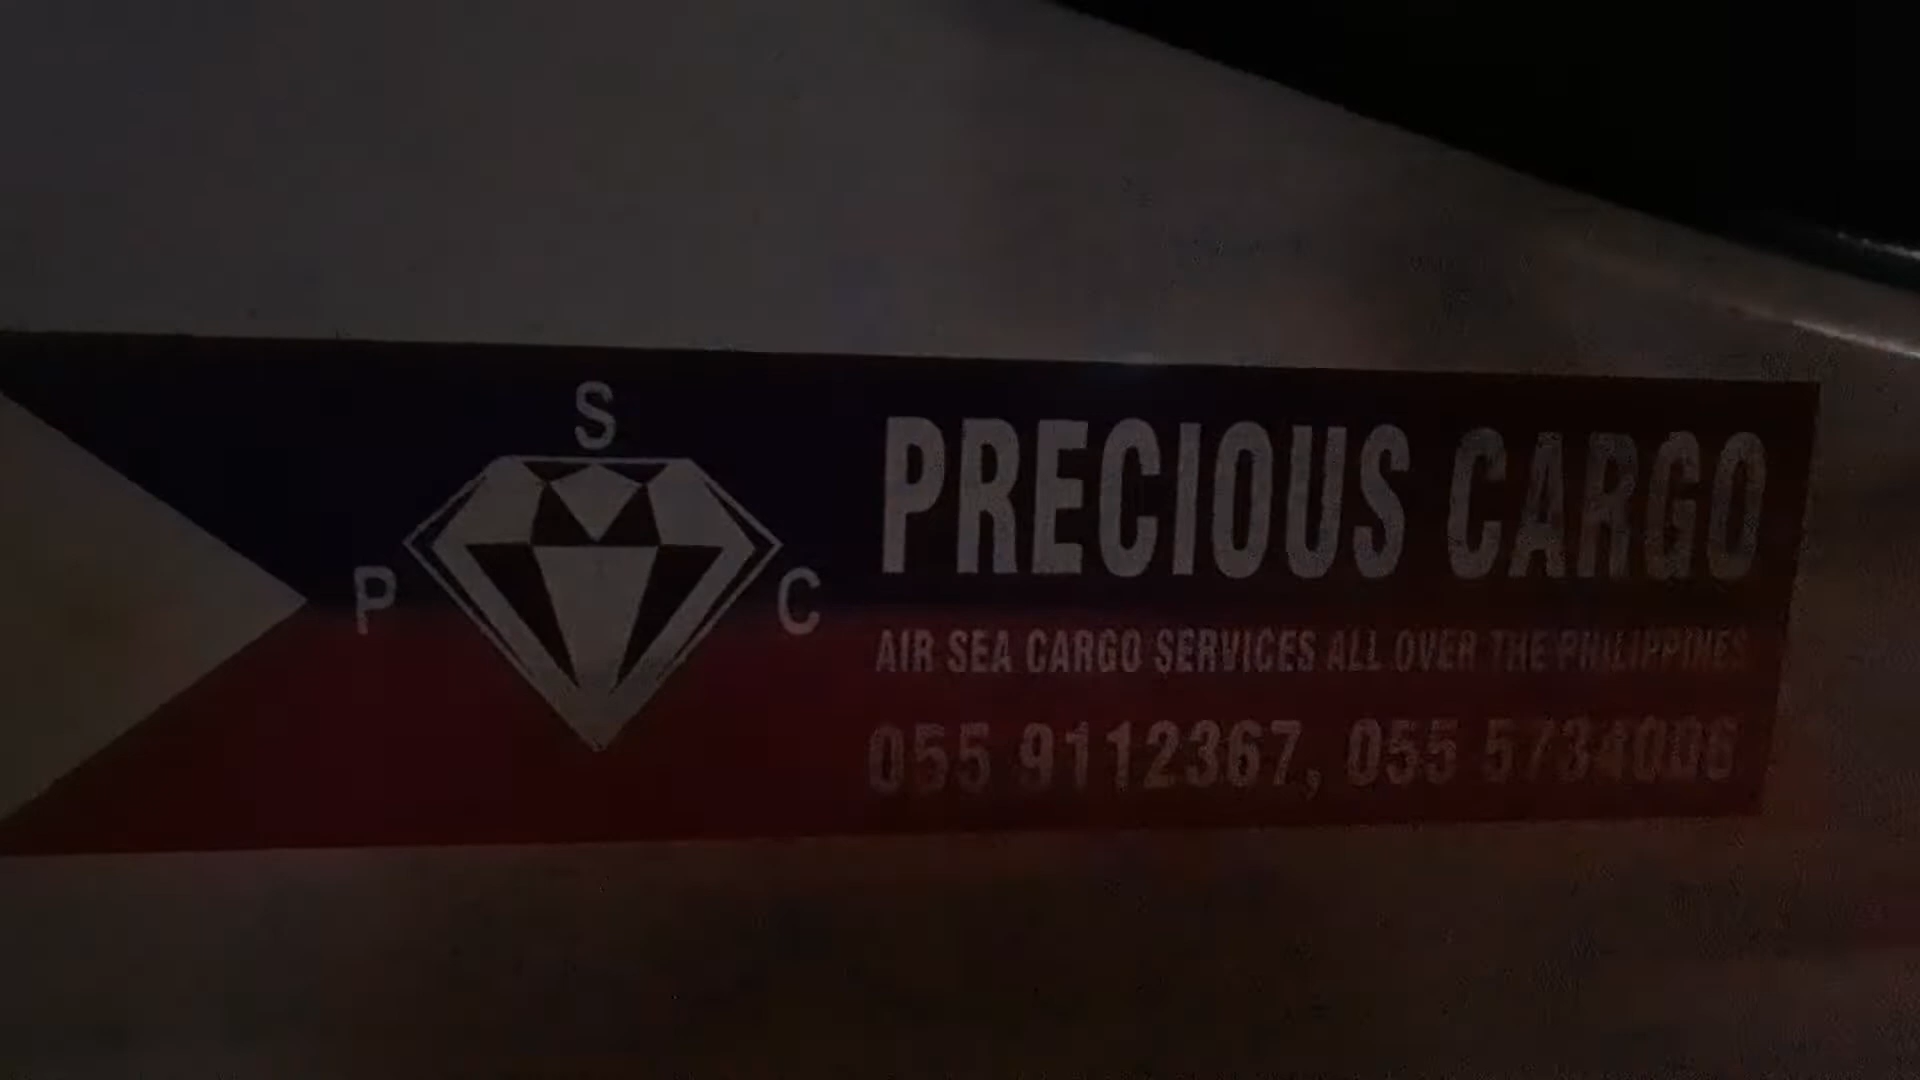 S
P C
PRECIOUS CARGO
AIR SEA CARGO SERVICES ALL OVER THE PHILIPPINES
055 9112367, 055 5734006